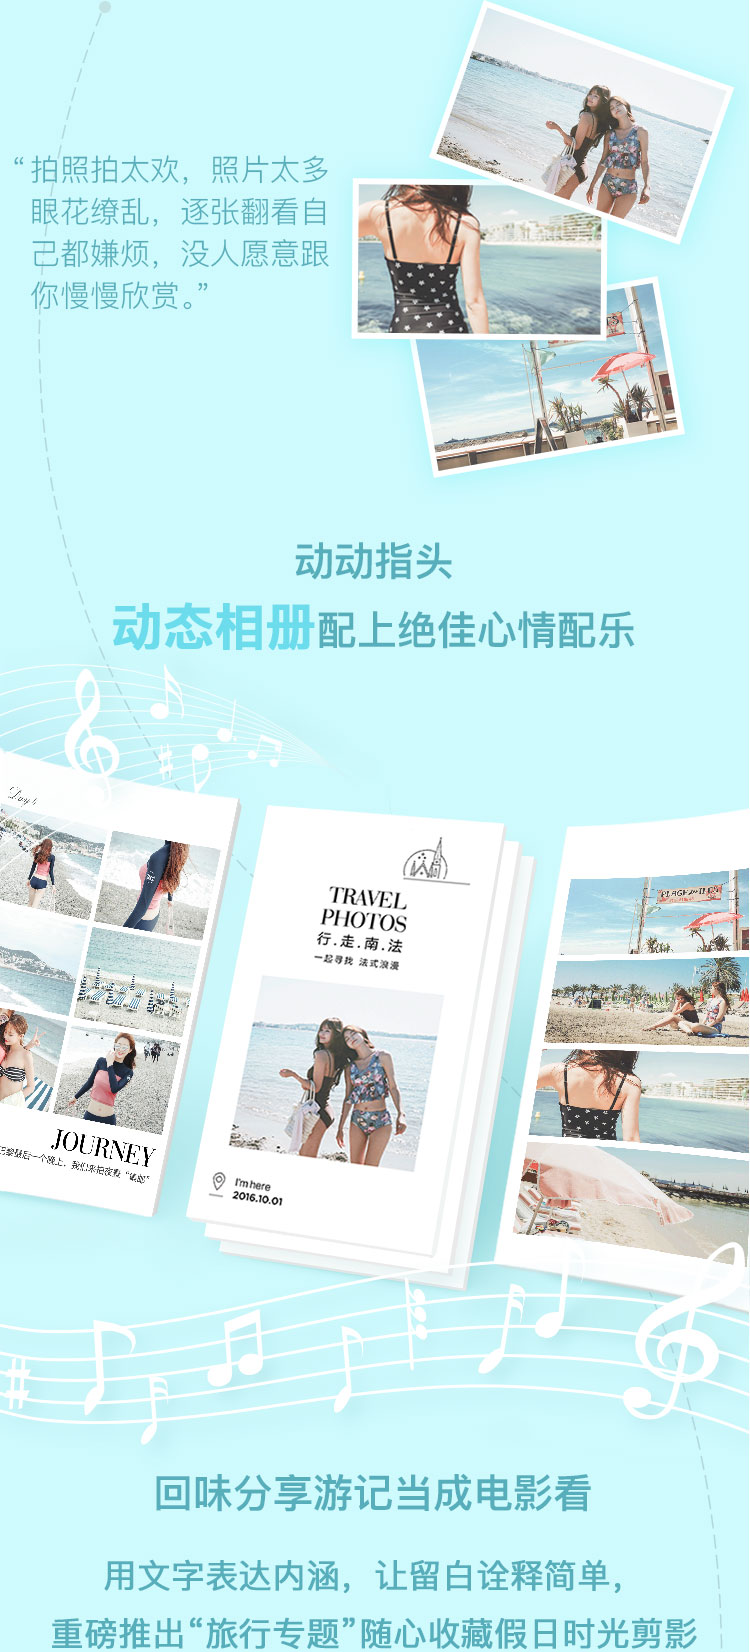 “拍照拍太欢，照片太多
眼花缭乱，逐张翻看自
己都嫌烦，没人愿意跟
你慢慢欣赏。”
动动指头
动态相册配上绝佳心情配乐
TRAVEL
PHOTOS
行.走.南.法
一起寻找 法式浪漫
JOURNEY
I'm here
2016.10.01
回味分享游记当成电影看
用文字表达内涵，让留白诠释简单，
重磅推出“旅行专题”随心收藏假日时光剪影